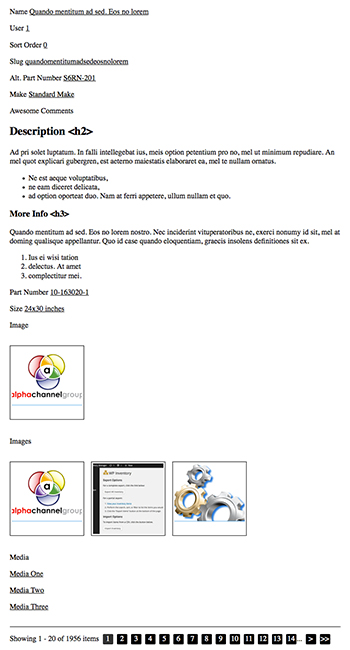 Name Quando mentitum ad sed. Eos no lorem
User 1
Sort Order 0
Slug quandomentitumadsedeosnolorem
Alt. Part Number S6RN-201
Make Standard Make
Awesome Comments
Description <h2>
Ad pri solet luptatum. In falli intellegebat ius, meis option petentium pro no, mel ut minimum repudiare. An
mel quot explicari gubergren, est aeterno maiestatis elaboraret ea, mel te nullam ornatus.
Ne est aeque voluptatibus,
ne eam diceret delicata,
ad option oporteat duo. Nam at ferri appetere, ullum nullam et quo.
More Info <h3>
Quando mentitum ad sed. Eos no lorem nostro. Nec inciderint vituperatoribus ne, exerci nonumy id sit, mel at
doming qualisque appellantur. Quo id case quando eloquentiam, graecis insolens definitiones sit ex.
1. Ius ei wisi tation
2. delectus. At amet
3. complectitur mei.
Part Number 10-163020-1
Size 24x30 inches
Image
a
alphachannelgroup
Images
a
alphachannelgroup
WP Inventory
Export Options
Import Options
Media
Media One
Media Two
Media Three
Showing 1 - 20 of 1956 items 1 2 3 4 5 6 7 8 9 10 11 12 13 14... > >>